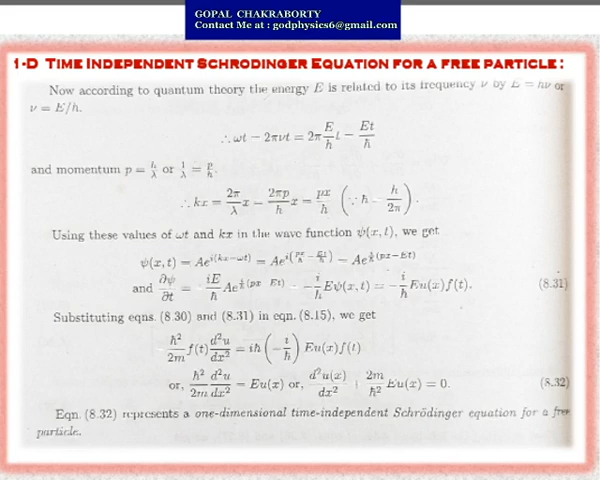 GOPAL CHAKRABORTY
Contact Me at : godphysics6@gmail.com
1-D TIME INDEPENDENT SCHRODINGER EQUATION FOR A FREE PARTICLE :
Now according to quantum theory the energy E is related to its frequency ν by E = hν or
ν = E/h.
∴ ωt = 2πνt = 2π E/h t = Et/ħ
and momentum p = h/λ or 1/λ = p/h.
∴ kx = 2π/λ x = 2πp/h x = px/ħ (∵ ħ = h/2π).
Using these values of ωt and kx in the wave function ψ(x, t), we get
ψ(x, t) = Ae^{i(kx−ωt)} = Ae^{i(px/ħ − Et/ħ)} = Ae^{i/ħ (px−Et)}
and ∂ψ/∂t = − iE/ħ Ae^{i/ħ (px−Et)} = − i/ħ Eψ(x, t) = − i/ħ Eu(x)f(t). (8.31)
Substituting eqns. (8.30) and (8.31) in eqn. (8.15), we get
ħ²/2m f(t) d²u/dx² = iħ (− i/ħ) Eu(x)f(t)
or, ħ²/2m d²u/dx² = Eu(x) or, d²u(x)/dx² + 2m/ħ² Eu(x) = 0. (8.32)
Eqn. (8.32) represents a one-dimensional time-independent Schrödinger equation for a free
particle.